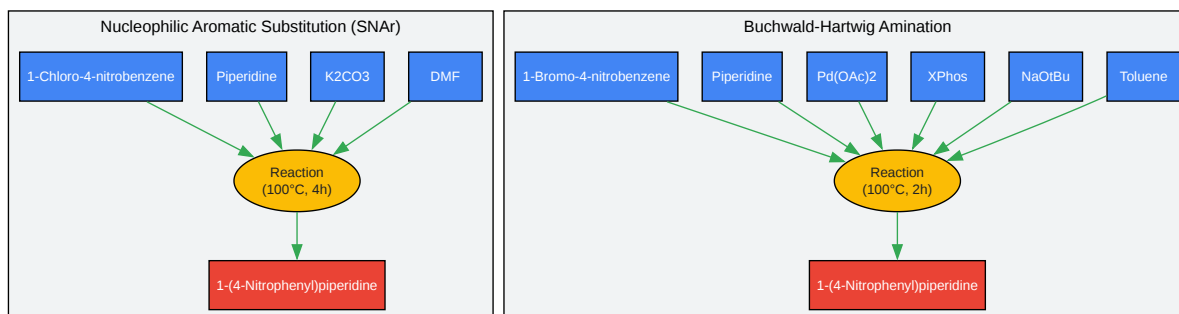 Nucleophilic Aromatic Substitution (SNAr)
1-Chloro-4-nitrobenzene
Piperidine
K2CO3
DMF
Reaction
(100°C, 4h)
1-(4-Nitrophenyl)piperidine
Buchwald-Hartwig Amination
1-Bromo-4-nitrobenzene
Piperidine
Pd(OAc)2
XPhos
NaOtBu
Toluene
Reaction
(100°C, 2h)
1-(4-Nitrophenyl)piperidine